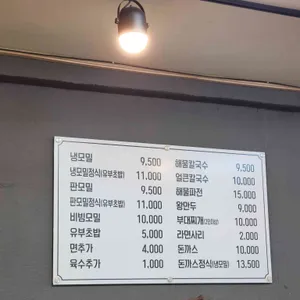 냉모밀 9,500
냉모밀정식(유부초밥) 11.000
판모밀 9.500
판모밀정식(유부초밥) 11.000
비빔모밀 10.000
유부초밥 5,000
면추가 4.000
육수추가 1.000
해물칼국수 9,500
얼큰칼국수 10.000
해물파전 15.000
왕만두 9,000
부대찌개 10.000
라면사리 2.000
돈까스 10.000
돈까스정식(냉모밀) 13.500